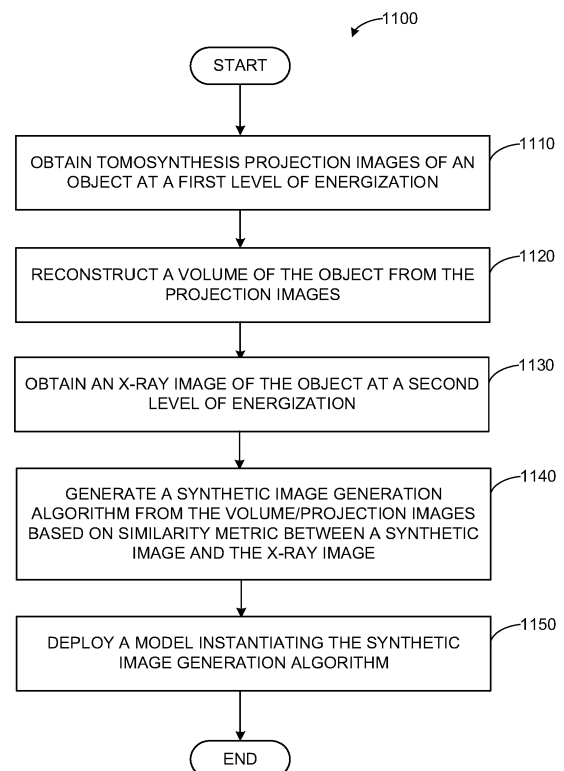 1100
START
1110
OBTAIN TOMOSYNTHESIS PROJECTION IMAGES OF AN
OBJECT AT A FIRST LEVEL OF ENERGIZATION
1120
RECONSTRUCT A VOLUME OF THE OBJECT FROM THE
PROJECTION IMAGES
1130
OBTAIN AN X-RAY IMAGE OF THE OBJECT AT A SECOND
LEVEL OF ENERGIZATION
1140
GENERATE A SYNTHETIC IMAGE GENERATION
ALGORITHM FROM THE VOLUME/PROJECTION IMAGES
BASED ON SIMILARITY METRIC BETWEEN A SYNTHETIC
IMAGE AND THE X-RAY IMAGE
1150
DEPLOY A MODEL INSTANTIATING THE SYNTHETIC
IMAGE GENERATION ALGORITHM
END